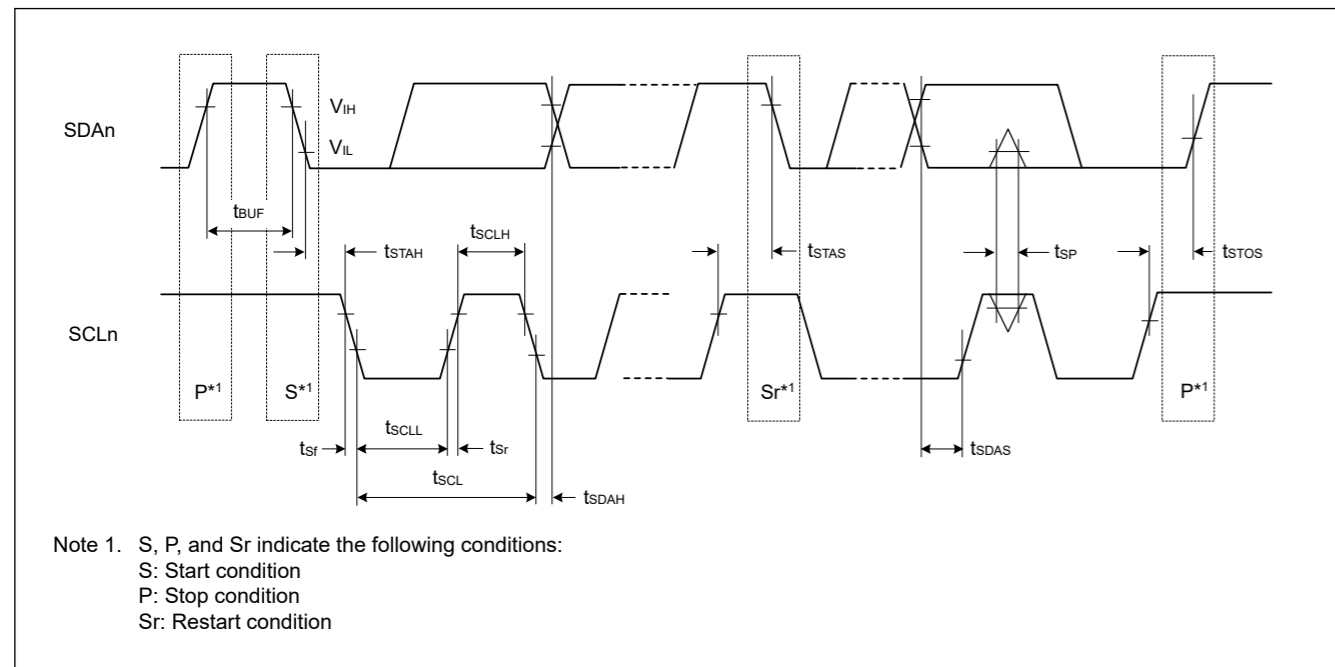 SDAn
VIH
VIL
tBUF
tSTAH
tSCLH
tSTAS
tSP
tSTOS
SCLn
P*1
S*1
Sr*1
P*1
tSf
tSCLL
tSr
tSDAS
tSCL
tSDAH
Note 1. S, P, and Sr indicate the following conditions:
S: Start condition
P: Stop condition
Sr: Restart condition